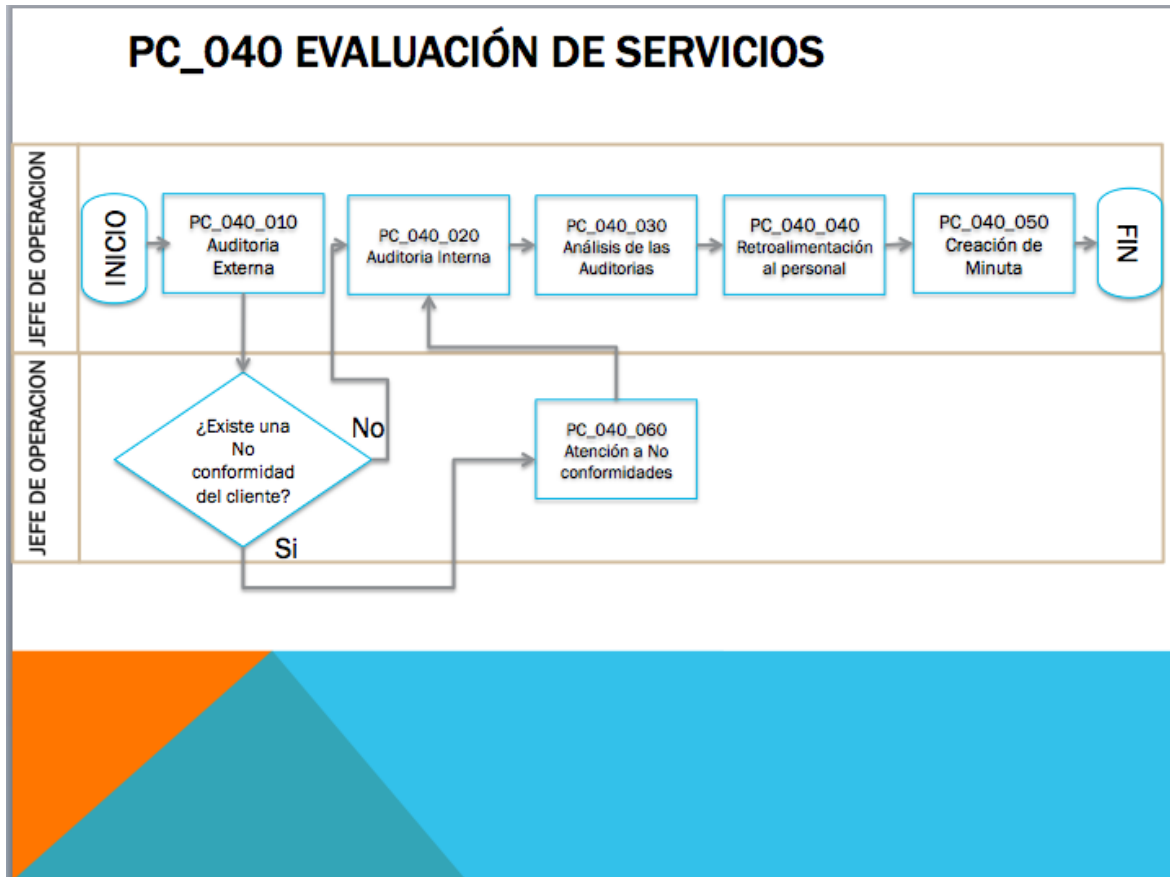 PC_040 EVALUACIÓN DE SERVICIOS
JEFE DE OPERACION
INICIO
PC_040_010
Auditoria
Externa
PC_040_020
Auditoria Interna
PC_040_030
Análisis de las
Auditorias
PC_040_040
Retroalimentación
al personal
PC_040_050
Creación de
Minuta
FIN
JEFE DE OPERACION
¿Existe una
No
conformidad
del cliente?
No
Si
PC_040_060
Atención a No
conformidades